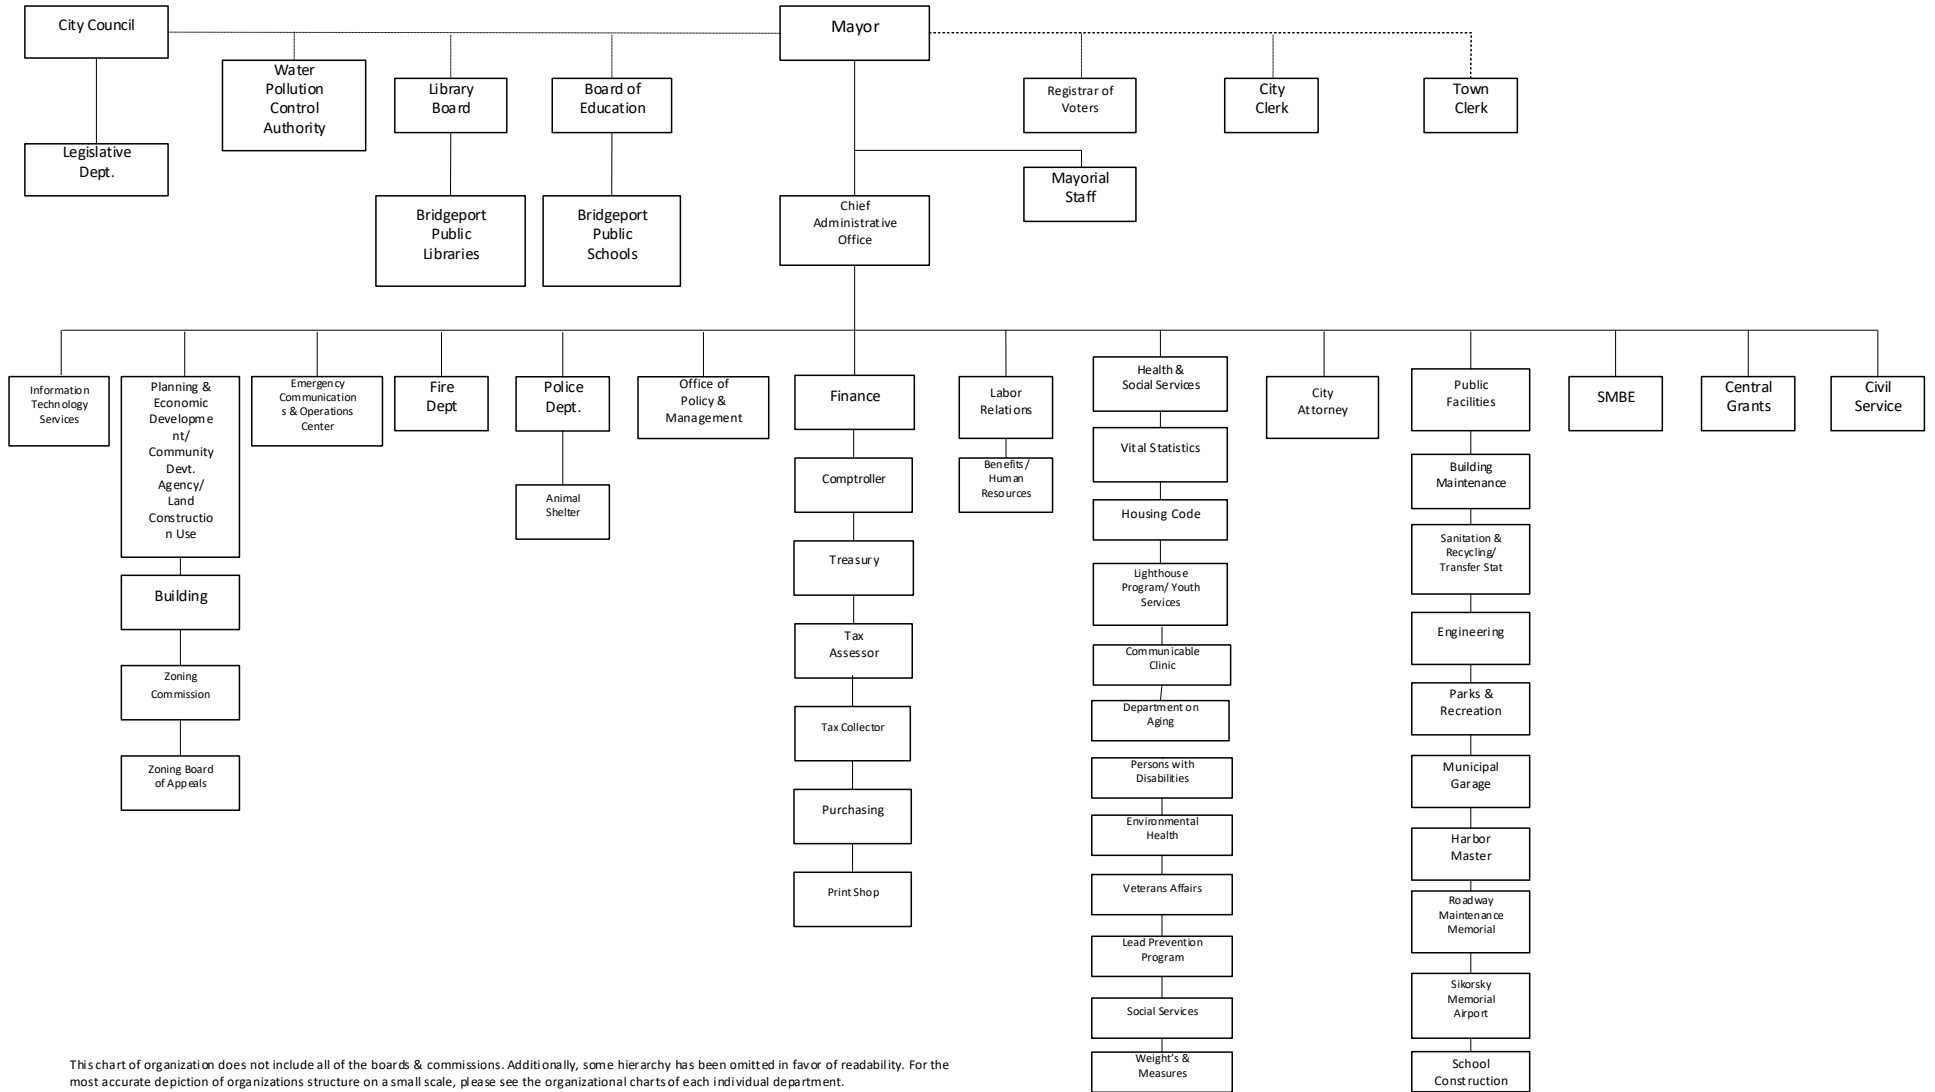 City Council
Mayor
Water
Pollution
Control
Authority
Library
Board
Board of
Education
Registrar of
Voters
City
Clerk
Town
Clerk
Legislative
Dept.
Mayorial
Staff
Bridgeport
Public
Libraries
Bridgeport
Public
Schools
Chief
Administrative
Office
Information
Technology
Services
Planning &
Economic
Developme
nt/
Community
Devt.
Agency/
Land
Constructio
n Use
Building
Zoning
Commission
Zoning Board
of Appeals
Emergency
Communication
s & Operations
Center
Fire
Dept
Police
Dept.
Animal
Shelter
Office of
Policy &
Management
Finance
Comptroller
Treasury
Tax
Assessor
Tax Collector
Purchasing
Print Shop
Labor
Relations
Benefits/
Human
Resources
Health &
Social Services
Vital Statistics
Housing Code
Lighthouse
Program/ Youth
Services
Communicable
Clinic
Department on
Aging
Persons with
Disabilities
Environmental
Health
Veterans Affairs
Lead Prevention
Program
Social Services
Weight's &
Measures
City
Attorney
Public
Facilities
Building
Maintenance
Sanitation &
Recycling/
Transfer Stat
Engineering
Parks &
Recreation
Municipal
Garage
Harbor
Master
Roadway
Maintenance
Memorial
Sikorsky
Memorial
Airport
School
Construction
SMBE
Central
Grants
Civil
Service
This chart of organization does not include all of the boards & commissions. Additionally, some hierarchy has been omitted in favor of readability. For the
most accurate depiction of organizations structure on a small scale, please see the organizational charts of each individual department.